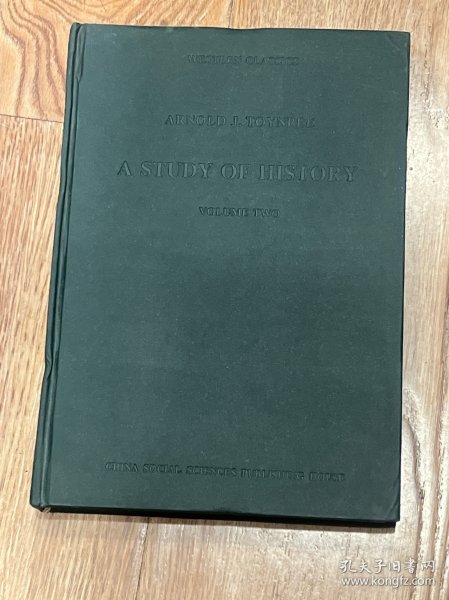 WESTERN CLASSICS
ARNOLD J. TOYNBEE
A STUDY OF HISTORY
VOLUME TWO
CHINA SOCIAL SCIENCES PUBLISHING HOUSE
孔夫子旧书网
www.kongfz.com